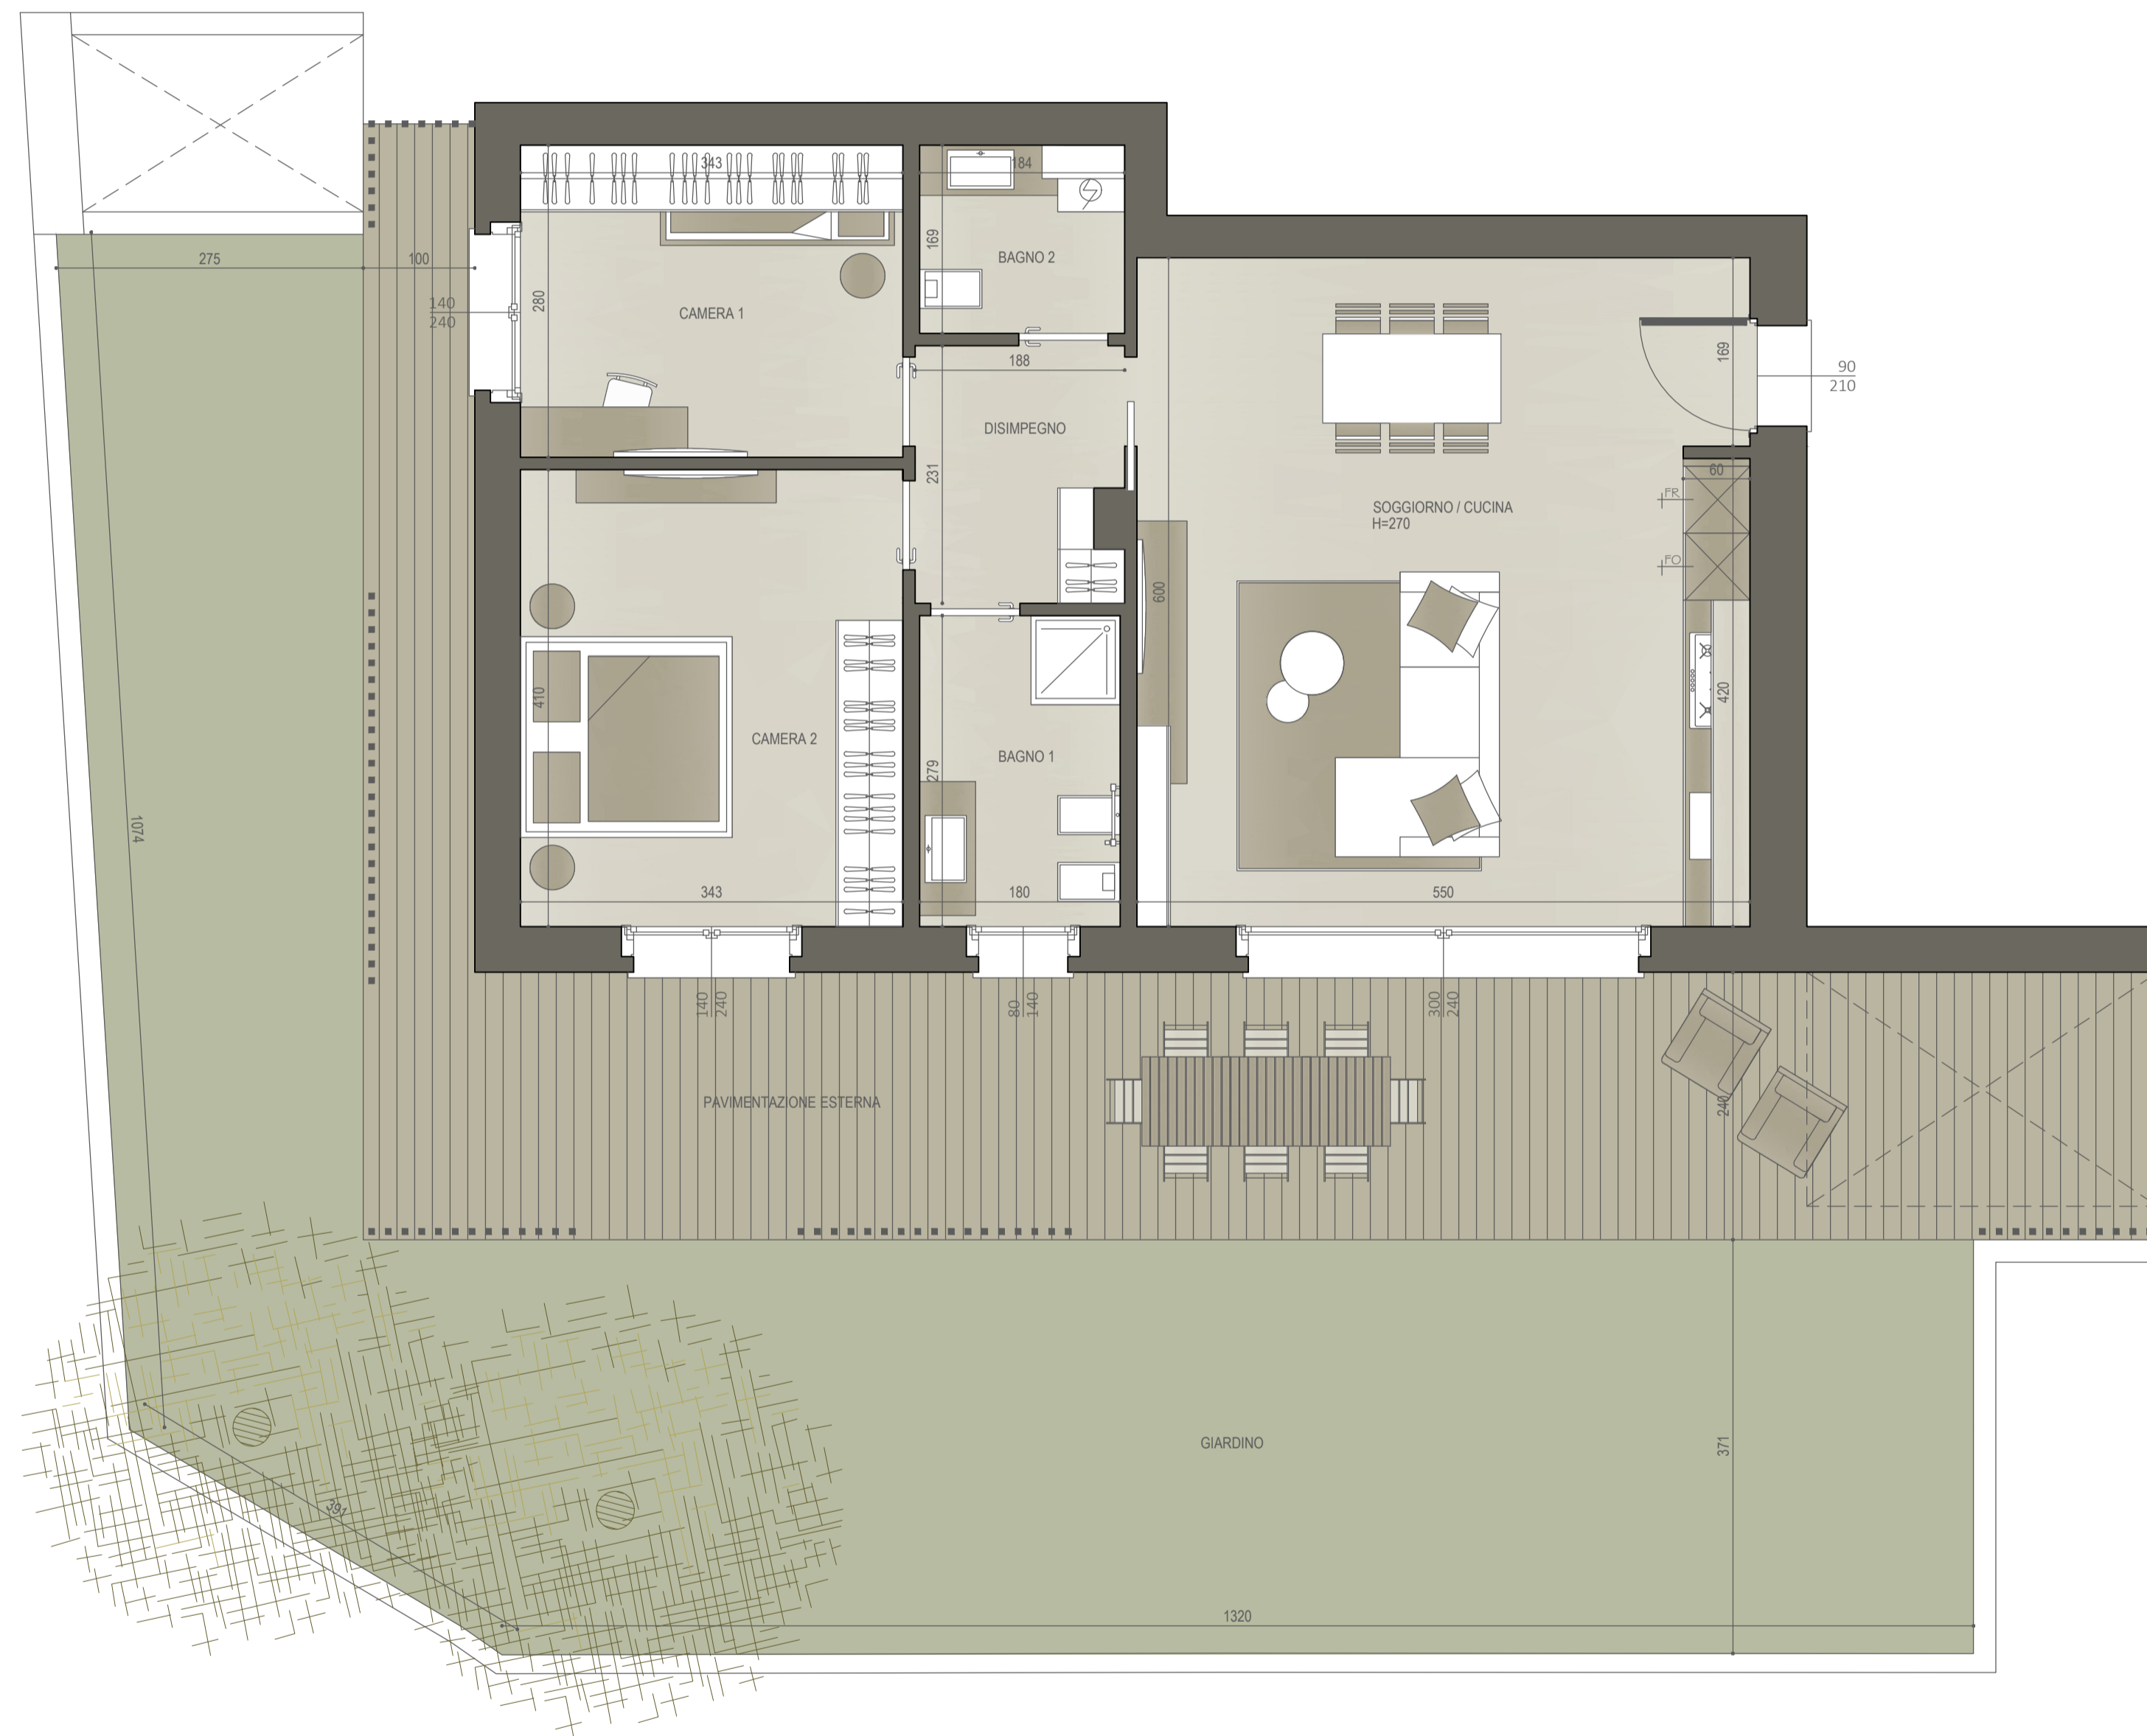 343
184
169
BAGNO 2
275
100
140
240
280
CAMERA 1
188
169
90
210
DISIMPEGNO
231
60
FR
SOGGIORNO / CUCINA
H=270
FO
600
410
420
CAMERA 2
BAGNO 1
279
1074
343
180
550
140
240
80
140
300
240
PAVIMENTAZIONE ESTERNA
240
GIARDINO
371
391
1320